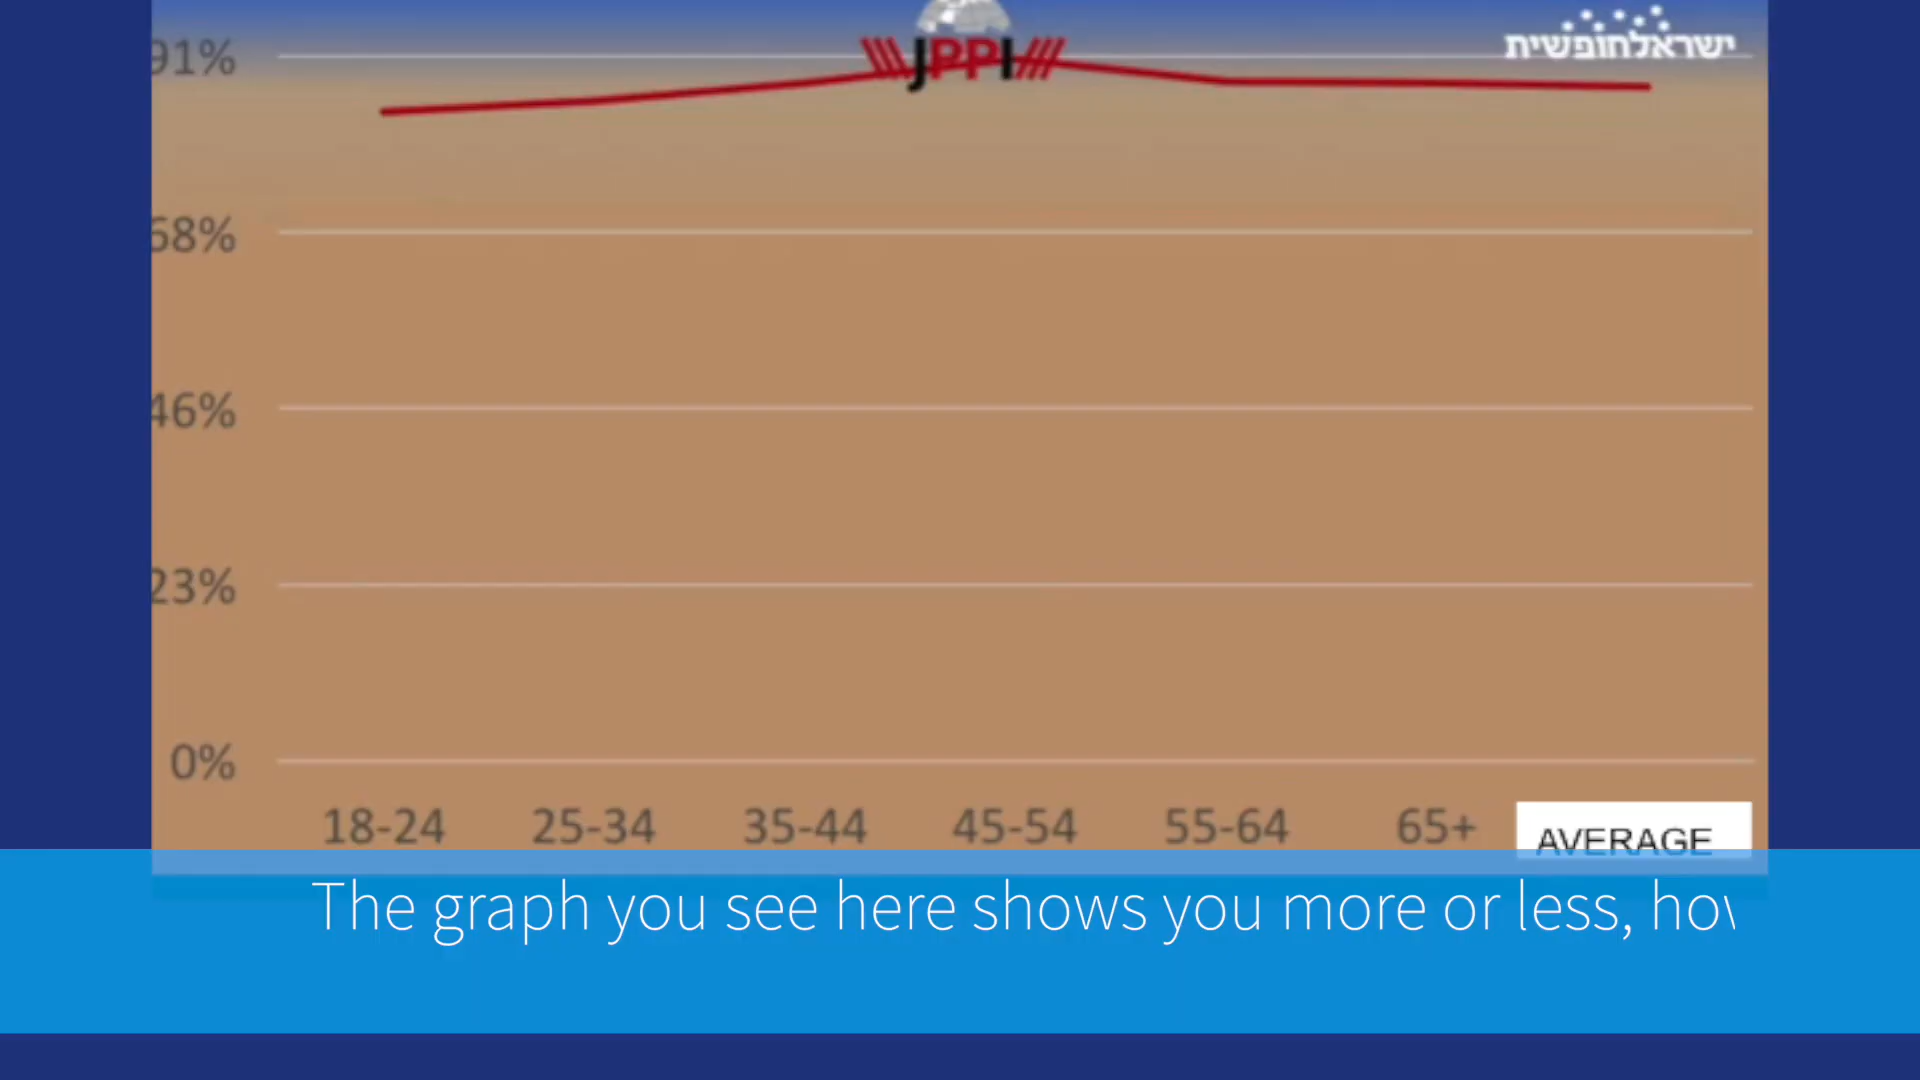 JPPI
ישראלחופשית
91%
68%
46%
23%
0%
18-24 25-34 35-44 45-54 55-64 65+ AVERAGE
The graph you see here shows you more or less,